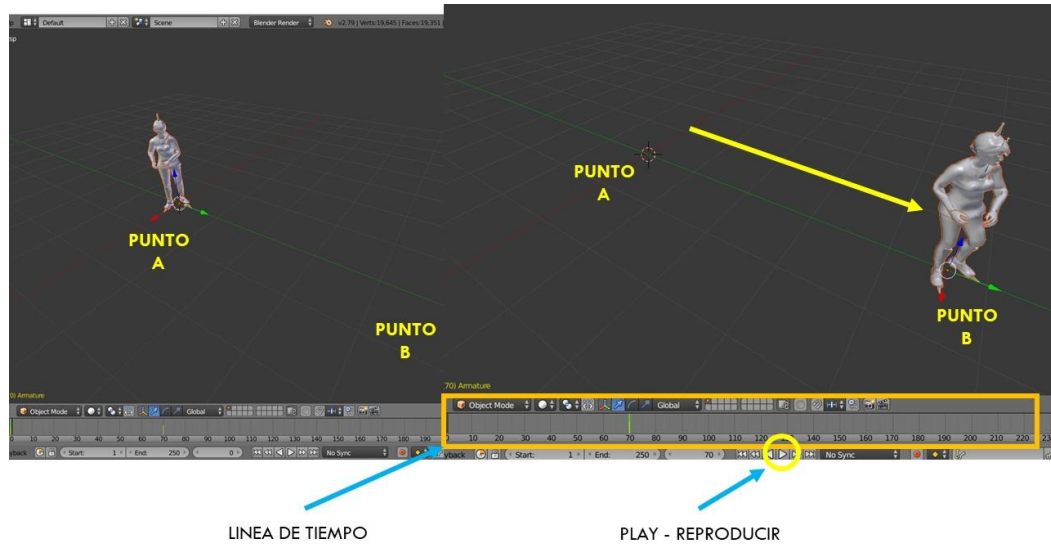 Default
Scene
Blender Render
v2.79 | Verts:19,645 | Faces:19,351
PUNTO
A
PUNTO
B
Object Mode
Global
0 10 20 30 40 50 60 70 80 90 100 110 120 130 140 150 160 170 180 190
Start: 1
End: 250
0
No Sync
PUNTO
A
PUNTO
B
70) Armature
Object Mode
Global
10 20 30 40 50 60 70 80 90 100 110 120 140 150 160 170 180 190 200 210 220
Start: 1
End: 250
70
No Sync
LINEA DE TIEMPO
PLAY - REPRODUCIR